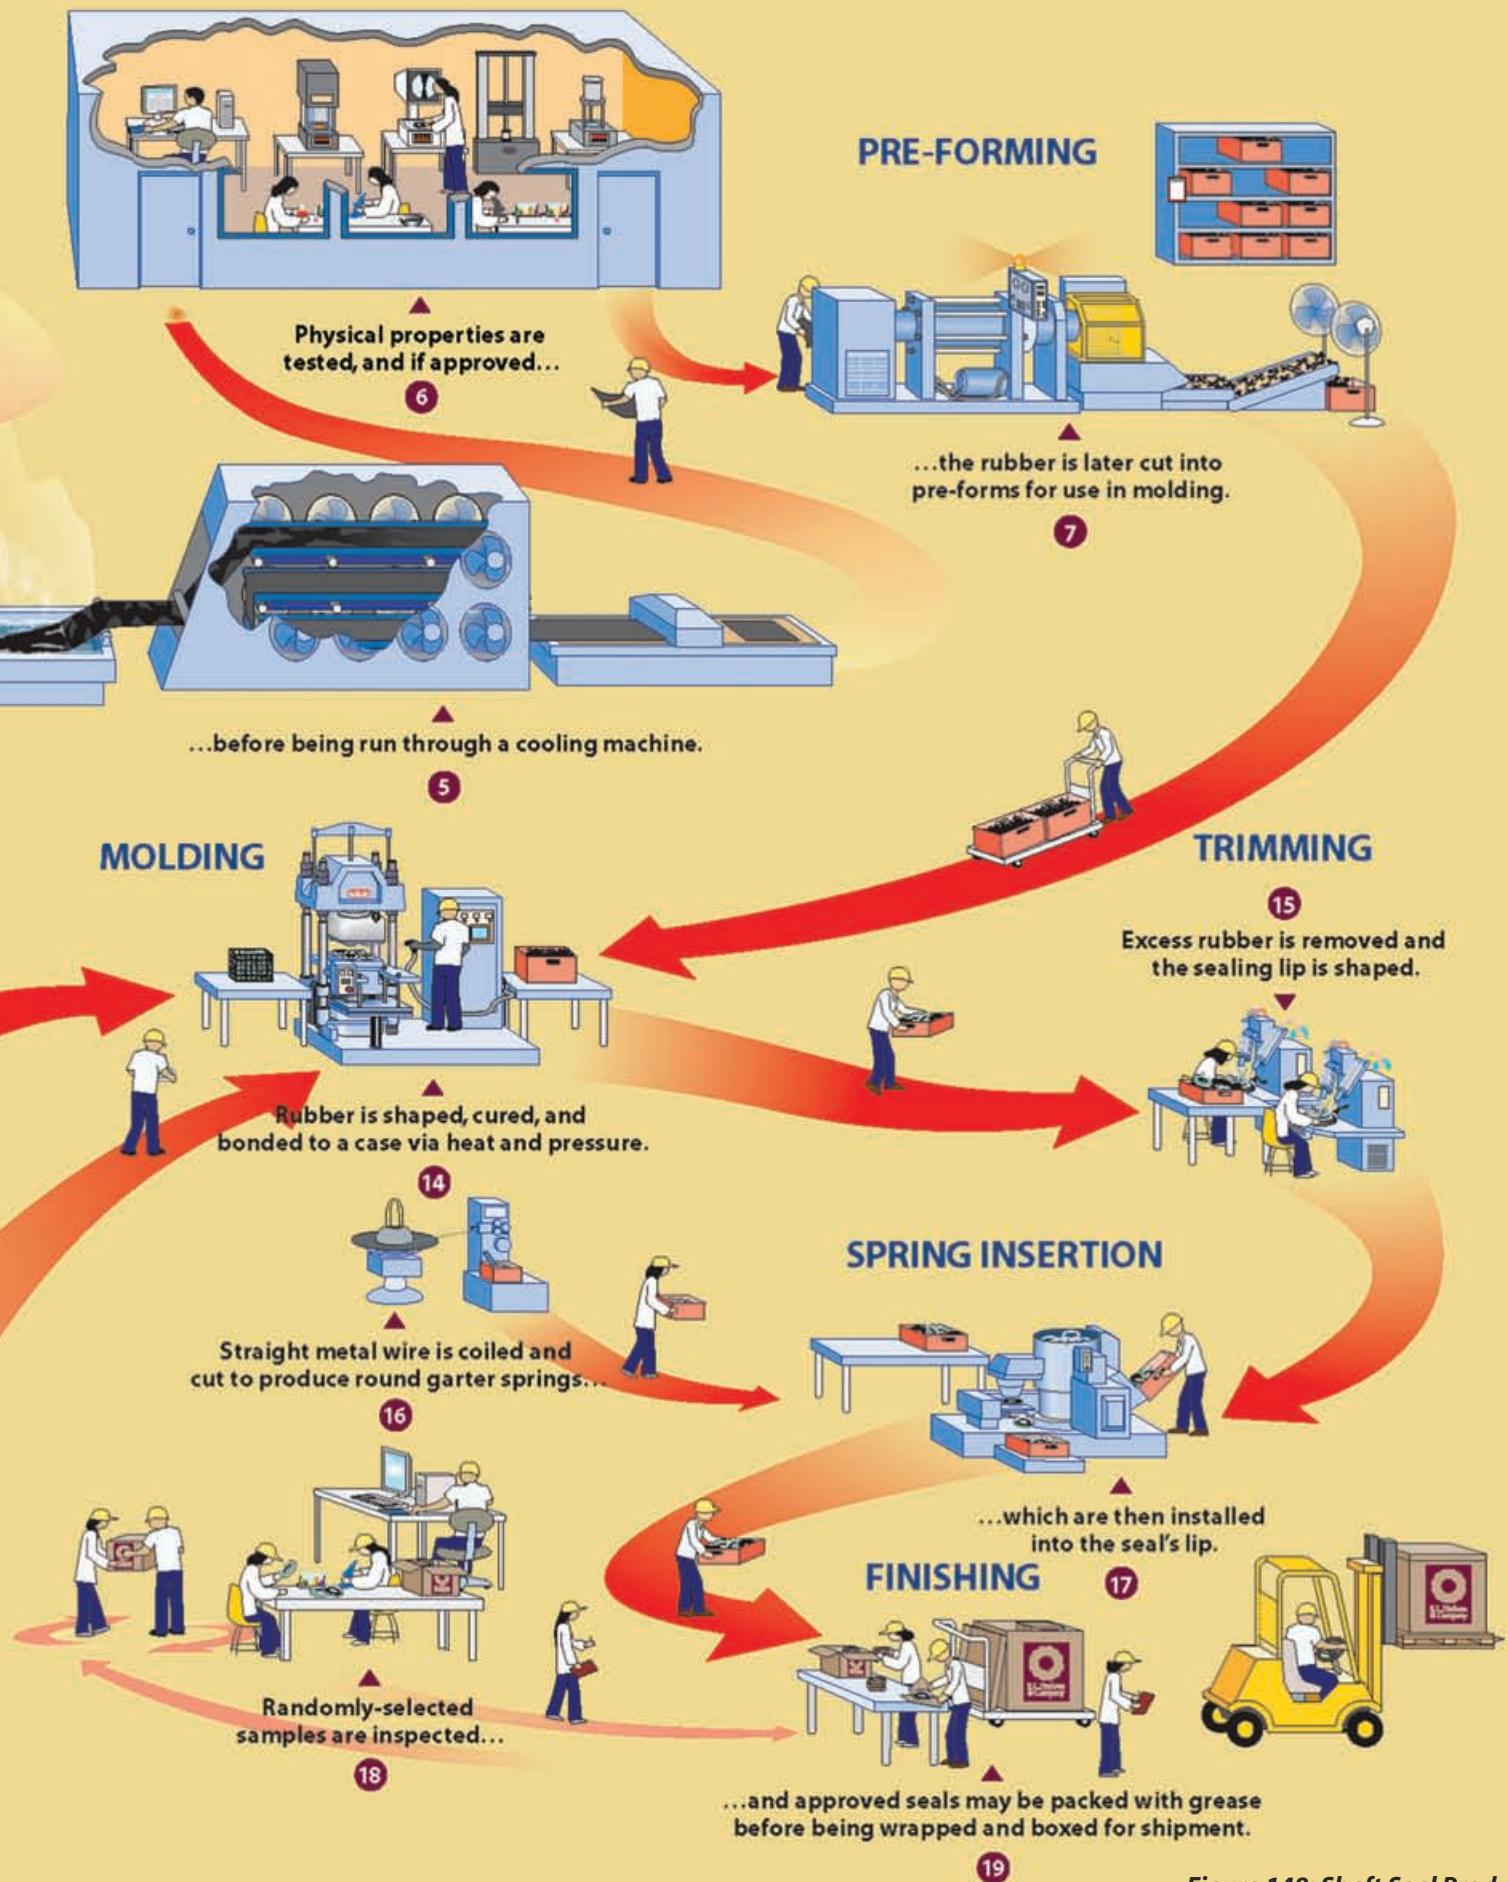 PRE-FORMING
Physical properties are
tested, and if approved...
6
...the rubber is later cut into
pre-forms for use in molding.
7
...before being run through a cooling machine.
5
MOLDING
TRIMMING
15
Excess rubber is removed and
the sealing lip is shaped.
Rubber is shaped, cured, and
bonded to a case via heat and pressure.
14
SPRING INSERTION
Straight metal wire is coiled and
cut to produce round garter springs...
16
...which are then installed
into the seal's lip.
17
FINISHING
Randomly-selected
samples are inspected...
18
...and approved seals may be packed with grease
before being wrapped and boxed for shipment.
19